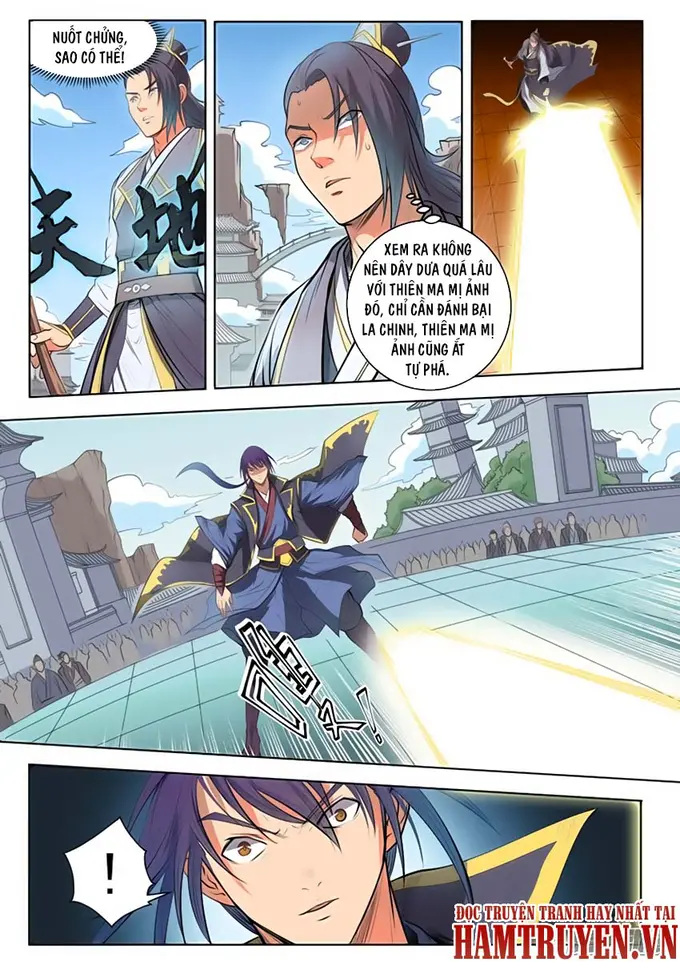 NUỐT CHỬNG,
SAO CÓ THỂ!
天地
XEM RA KHÔNG
NÊN DÂY DƯA QUÁ LÂU
VỚI THIÊN MA MỊ ẢNH
ĐÓ, CHỈ CẦN ĐÁNH BẠI
LA CHINH, THIÊN MA MỊ
ẢNH CŨNG ẮT
TỰ PHÁ.
!
ĐỌC TRUYỆN TRANH HAY NHẤT TẠI
HAMTRUYEN.VN